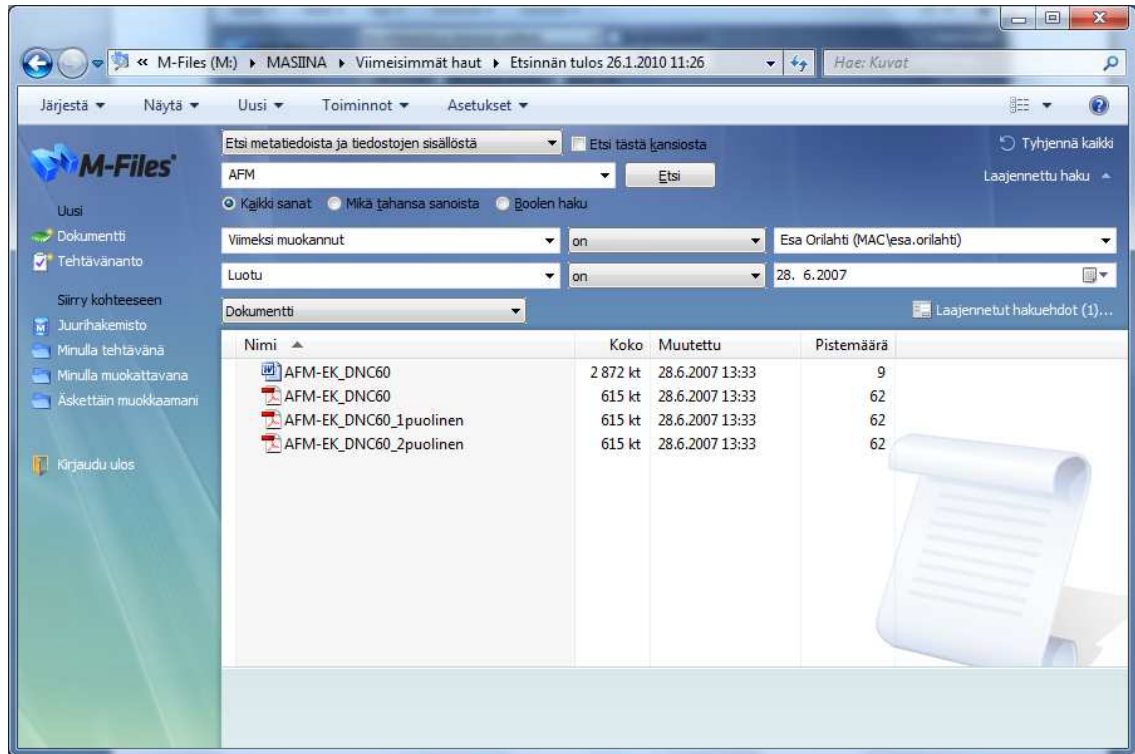 « M-Files (M:) ▸ MASIINA ▸ Viimeisimmät haut ▸ Etsinnän tulos 26.1.2010 11:26
Hae: Kuvat
Järjestä Näytä Uusi Toiminnot Asetukset
M-Files
Etsi metatiedoista ja tiedostojen sisällöstä Etsi tästä kansiosta Tyhjennä kaikki
AFM Etsi Laajennettu haku
Kaikki sanat Mikä tahansa sanoista Boolen haku
Viimeksi muokannut on Esa Orilahti (MAC\esa.orilahti)
Luotu on 28. 6.2007
Dokumentti Laajennetut hakuehdot (1)...
Uusi
Dokumentti
Tehtävänanto
Siirry kohteeseen
Juurihakemisto
Minulla tehtävänä
Minulla muokattavana
Äskettäin muokkaamani
Kirjaudu ulos
Nimi Koko Muutettu Pistemäärä
AFM-EK_DNC60 2 872 kt 28.6.2007 13:33 9
AFM-EK_DNC60 615 kt 28.6.2007 13:33 62
AFM-EK_DNC60_1puolinen 615 kt 28.6.2007 13:33 62
AFM-EK_DNC60_2puolinen 615 kt 28.6.2007 13:33 62